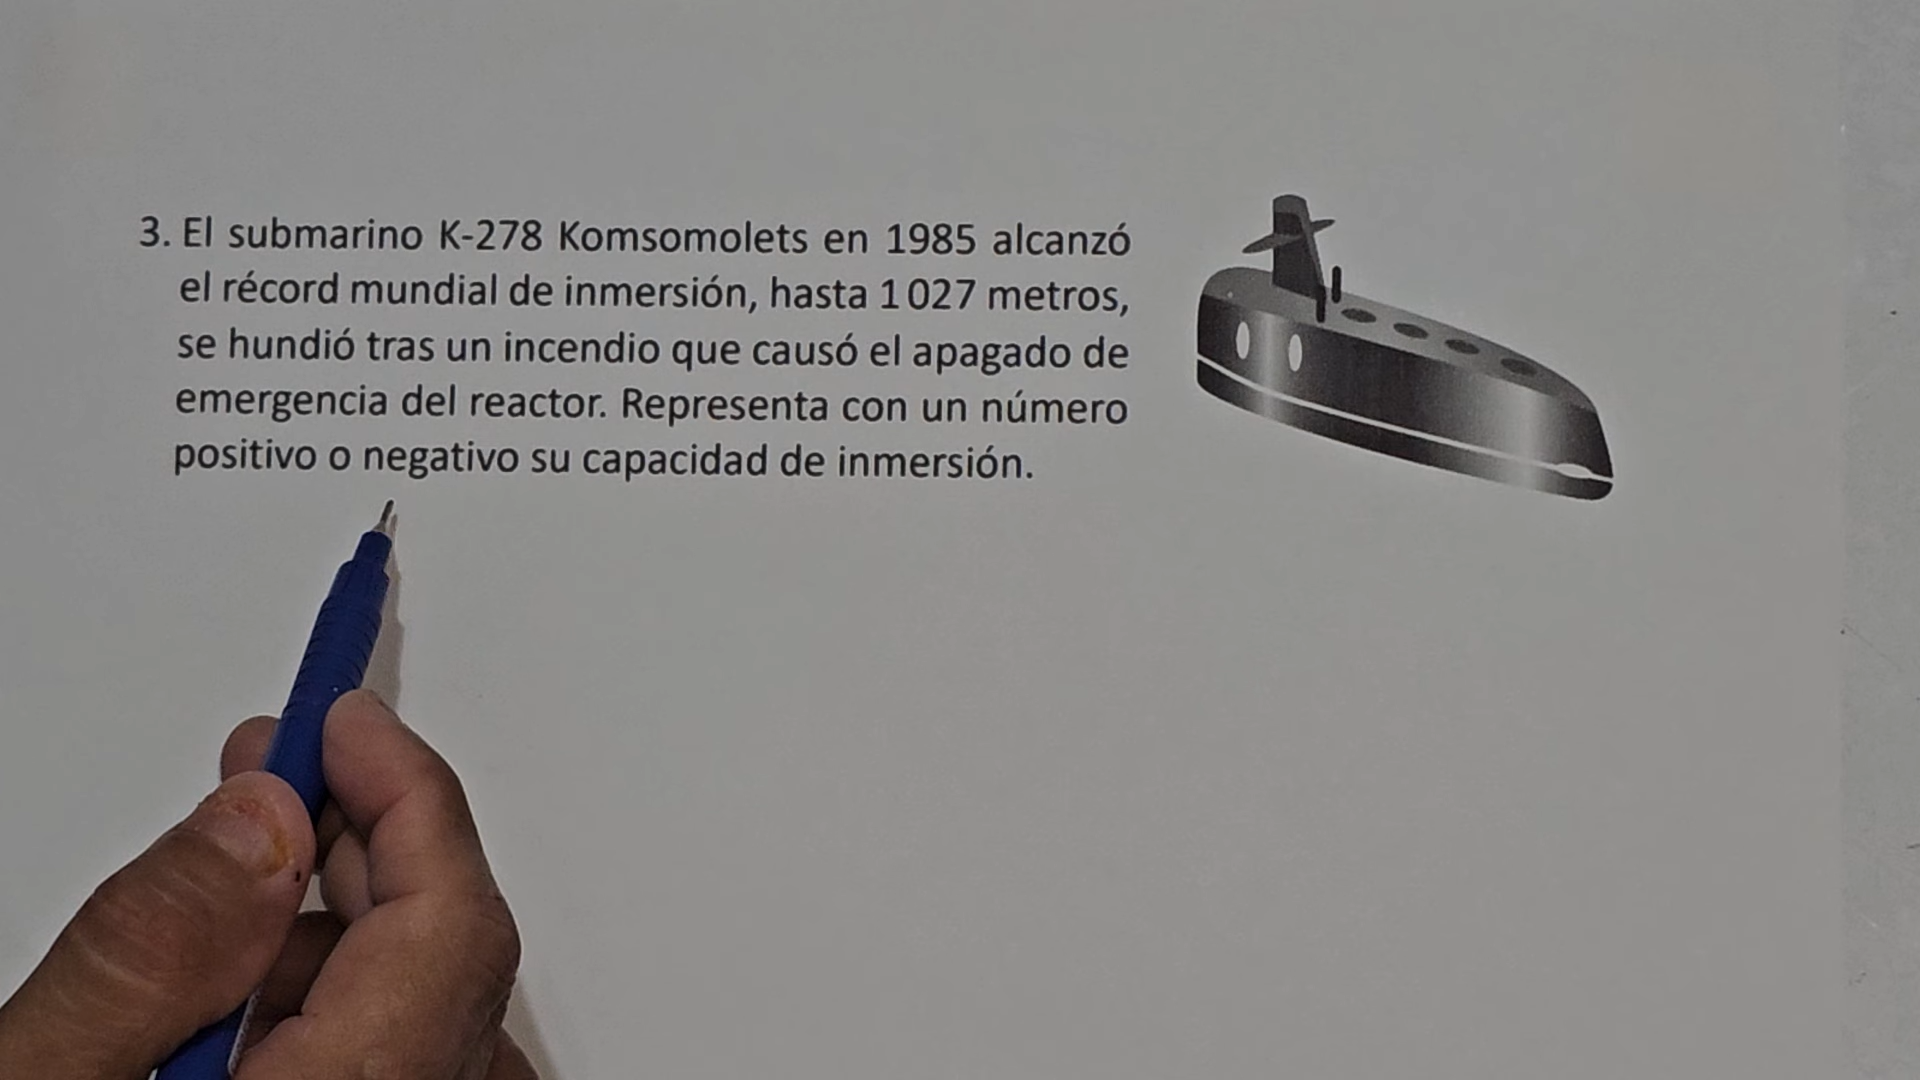 3. El submarino K-278 Komsomolets en 1985 alcanzó
el récord mundial de inmersión, hasta 1 027 metros,
se hundió tras un incendio que causó el apagado de
emergencia del reactor. Representa con un número
positivo o negativo su capacidad de inmersión.